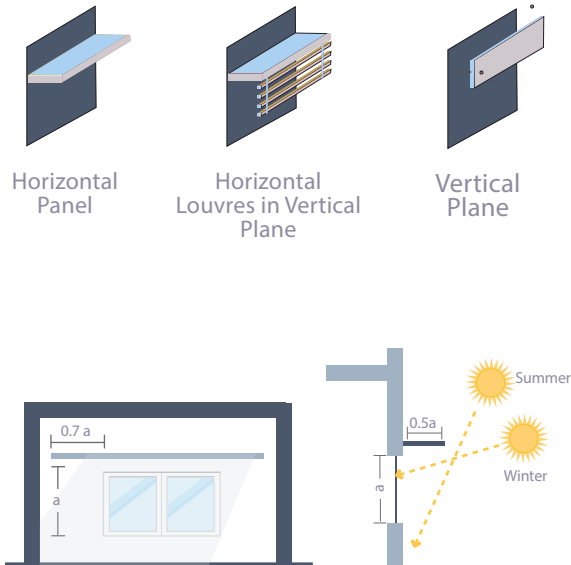 Horizontal
Panel
Horizontal
Louvres in Vertical
Plane
Vertical
Plane
0.7 a
a
0.5a
a
Summer
Winter